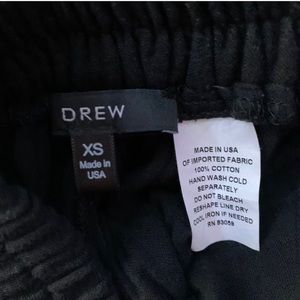 DREW
XS
Made in
USA
MADE IN USA
OF IMPORTED FABRIC
100% COTTON
HAND WASH COLD
SEPARATELY
DO NOT BLEACH
RESHAPE LINE DRY
COOL IRON IF NEEDED
RN 83058